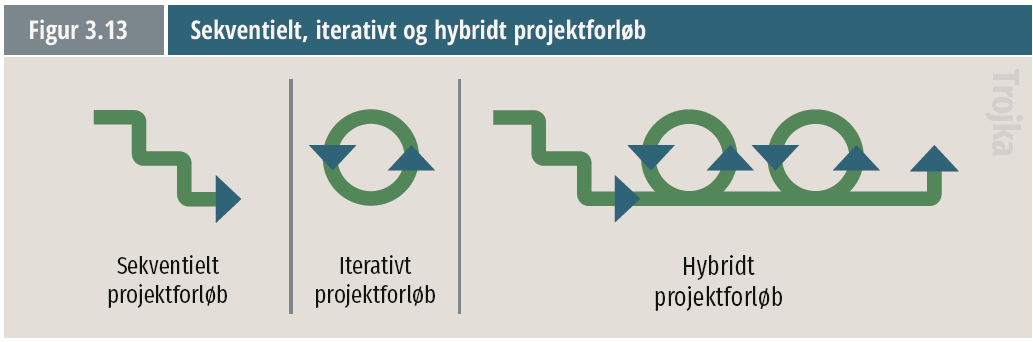 Figur 3.13
Sekventielt, iterativt og hybridt projektforløb
Trojka
Sekventielt
projektforløb
Iterativt
projektforløb
Hybridt
projektforløb